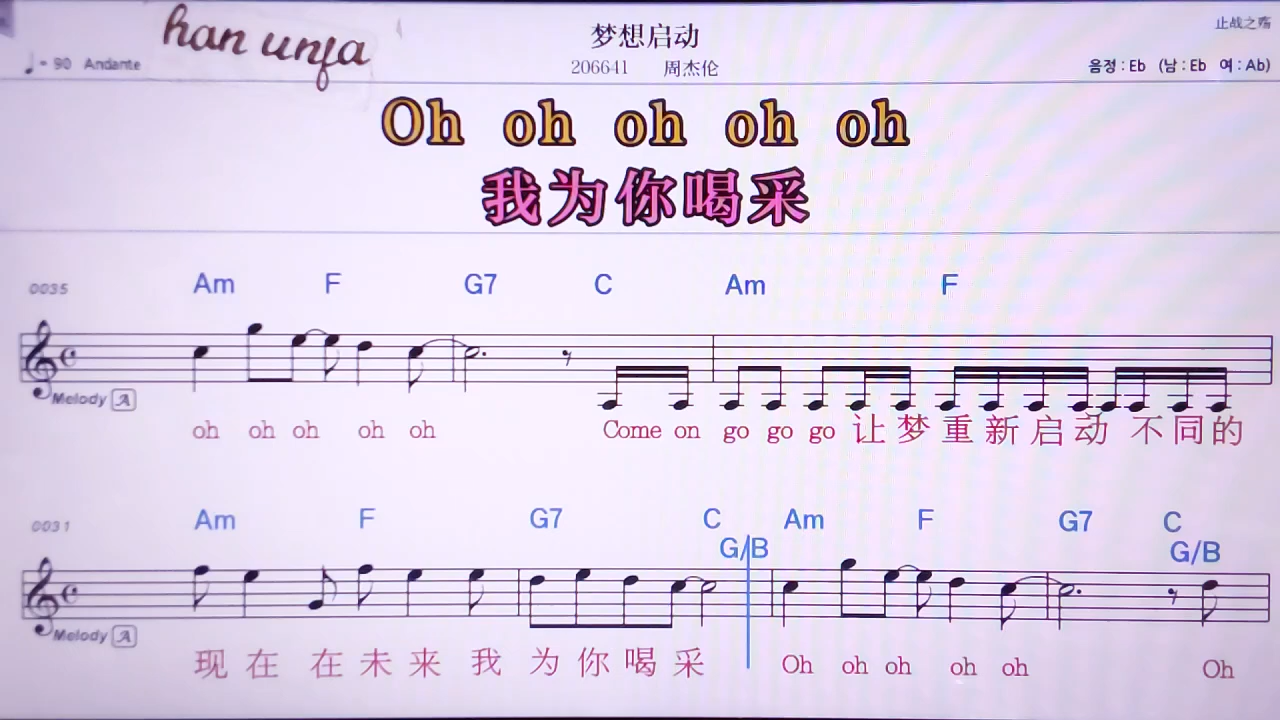 han unfa
梦想启动
止战之殇
♩= 90 Andante
206641 周杰伦
음정 : Eb (남 : Eb 여 : Ab)
Oh oh oh oh oh
我为你喝采
0035 Am F G7 C Am F
Melody A
oh oh oh oh oh Come on go go go 让梦重新启动 不同的
0031 Am F G7 C G/B Am F G7 C G/B
Melody A
现在在未来我为你喝采 Oh oh oh oh oh Oh